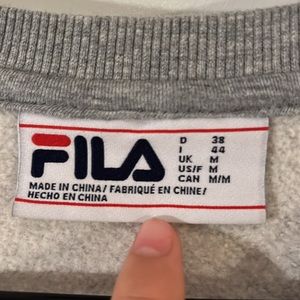 FILA
D 38
I 44
UK M
US/F M
CAN M/M
MADE IN CHINA/ FABRIQUÉ EN CHINE/
HECHO EN CHINA